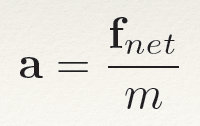 a = f_net / m